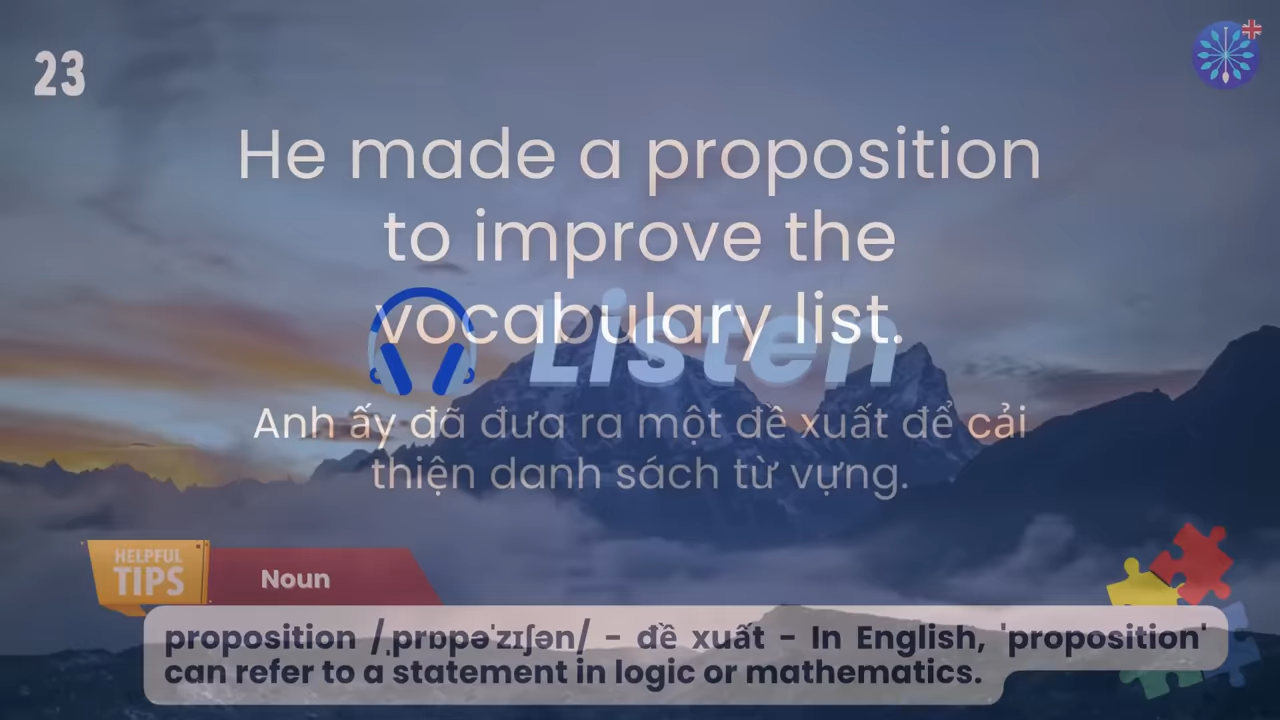 23
He made a proposition
to improve the
vocabulary list.
Listen
Anh ấy đã đưa ra một đề xuất để cải
thiện danh sách từ vựng.
HELPFUL
TIPS
Noun
proposition /ˌprɒpəˈzɪʃən/ - đề xuất - In English, 'proposition'
can refer to a statement in logic or mathematics.